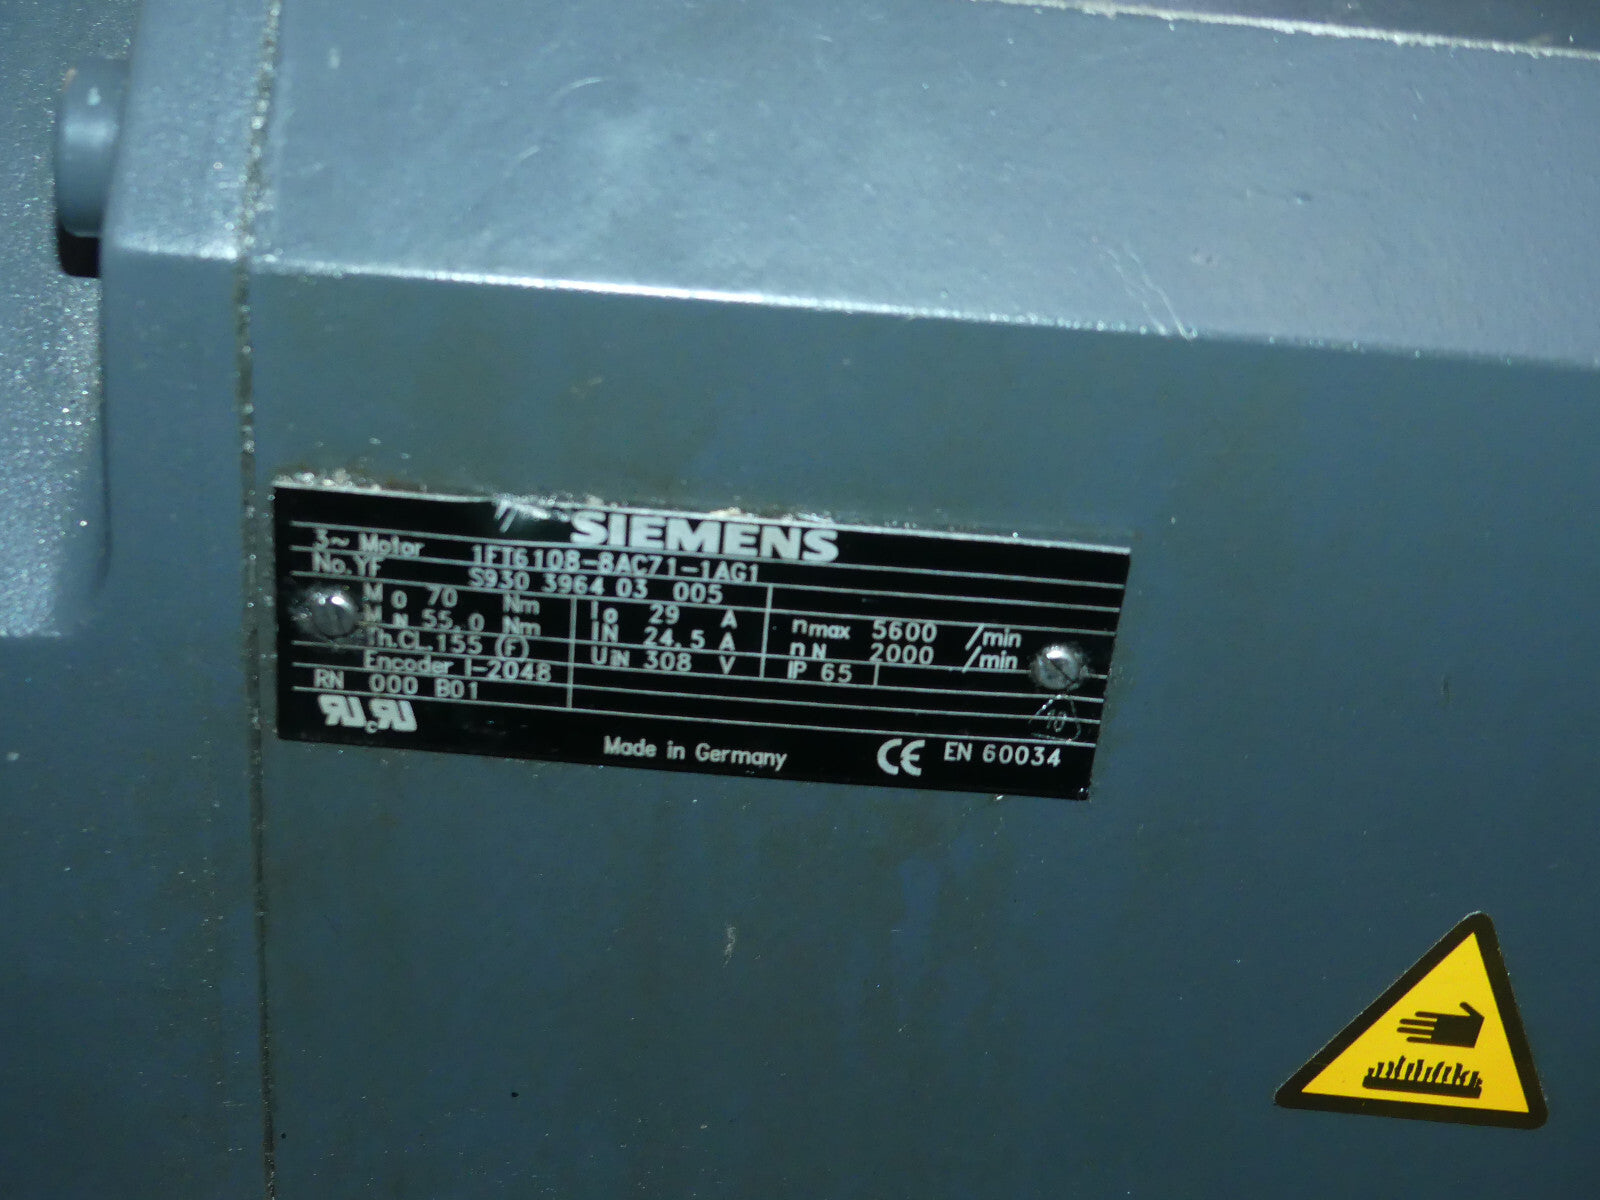 SIEMENS
3~ Motor 1FT6108-8AC71-1AG1
No.YF S930 3964 03 005
M0 70 Nm I0 29 A nmax 5600 /min
MN 55.0 Nm IN 24.5 A nN 2000 /min
Th.CL.155 (F) UiN 308 V IP 65
Encoder I-2048
RN 000 B01
10
Made in Germany CE EN 60034